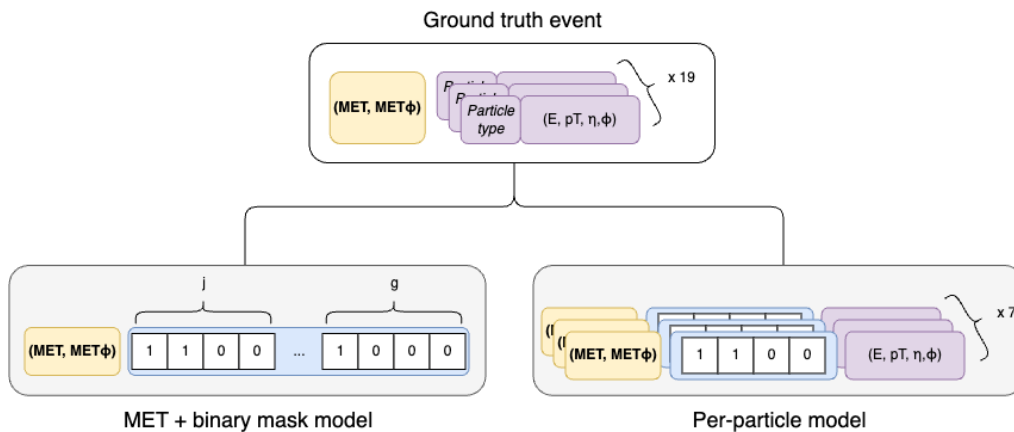 Ground truth event
x 19
(MET, METϕ)
Particle
type
(E, pT, η,ϕ)
j
g
(MET, METϕ)
1 1 0 0 ... 1 0 0 0
x 7
(MET, METϕ)
1 1 0 0
(E, pT, η,ϕ)
MET + binary mask model
Per-particle model